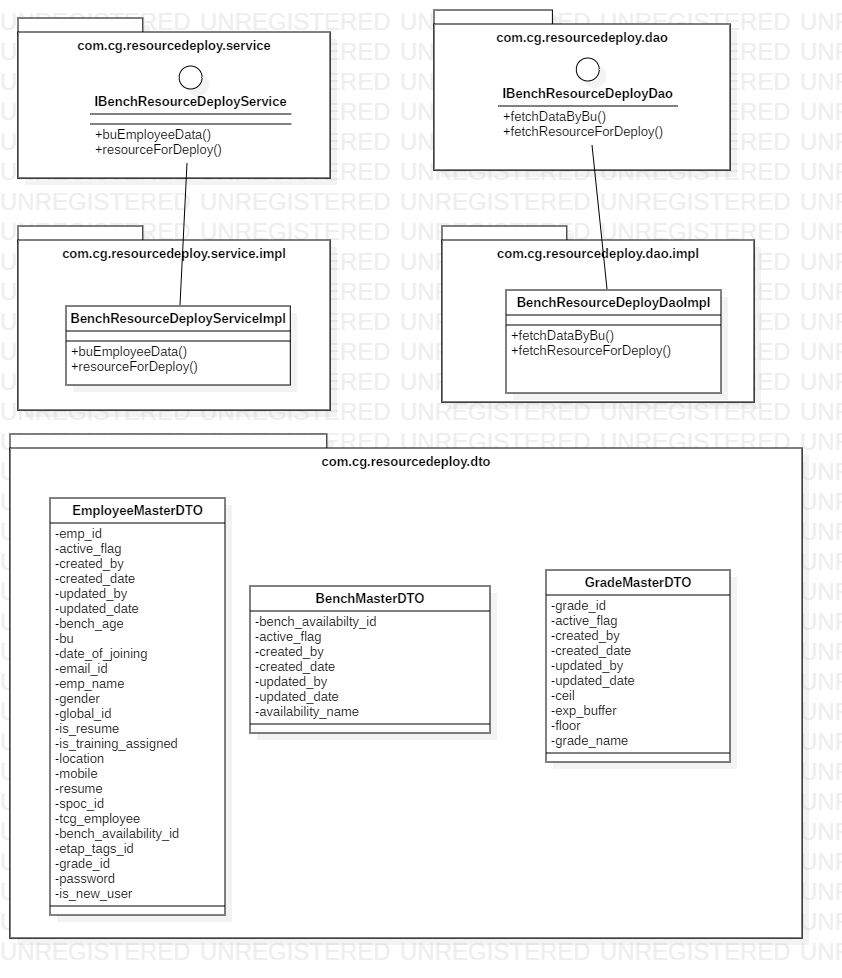 com.cg.resourcedeploy.service
IBenchResourceDeployService
+buEmployeeData()
+resourceForDeploy()
com.cg.resourcedeploy.dao
IBenchResourceDeployDao
+fetchDataByBu()
+fetchResourceForDeploy()
com.cg.resourcedeploy.service.impl
BenchResourceDeployServiceImpl
+buEmployeeData()
+resourceForDeploy()
com.cg.resourcedeploy.dao.impl
BenchResourceDeployDaoImpl
+fetchDataByBu()
+fetchResourceForDeploy()
com.cg.resourcedeploy.dto
EmployeeMasterDTO
-emp_id
-active_flag
-created_by
-created_date
-updated_by
-updated_date
-bench_age
-bu
-date_of_joining
-email_id
-emp_name
-gender
-global_id
-is_resume
-is_training_assigned
-location
-mobile
-resume
-spoc_id
-tcg_employee
-bench_availability_id
-etap_tags_id
-grade_id
-password
-is_new_user
BenchMasterDTO
-bench_availabilty_id
-active_flag
-created_by
-created_date
-updated_by
-updated_date
-availability_name
GradeMasterDTO
-grade_id
-active_flag
-created_by
-created_date
-updated_by
-updated_date
-ceil
-exp_buffer
-floor
-grade_name
UNREGISTERED UNREGISTERED UNREGISTERED UNREGISTERED